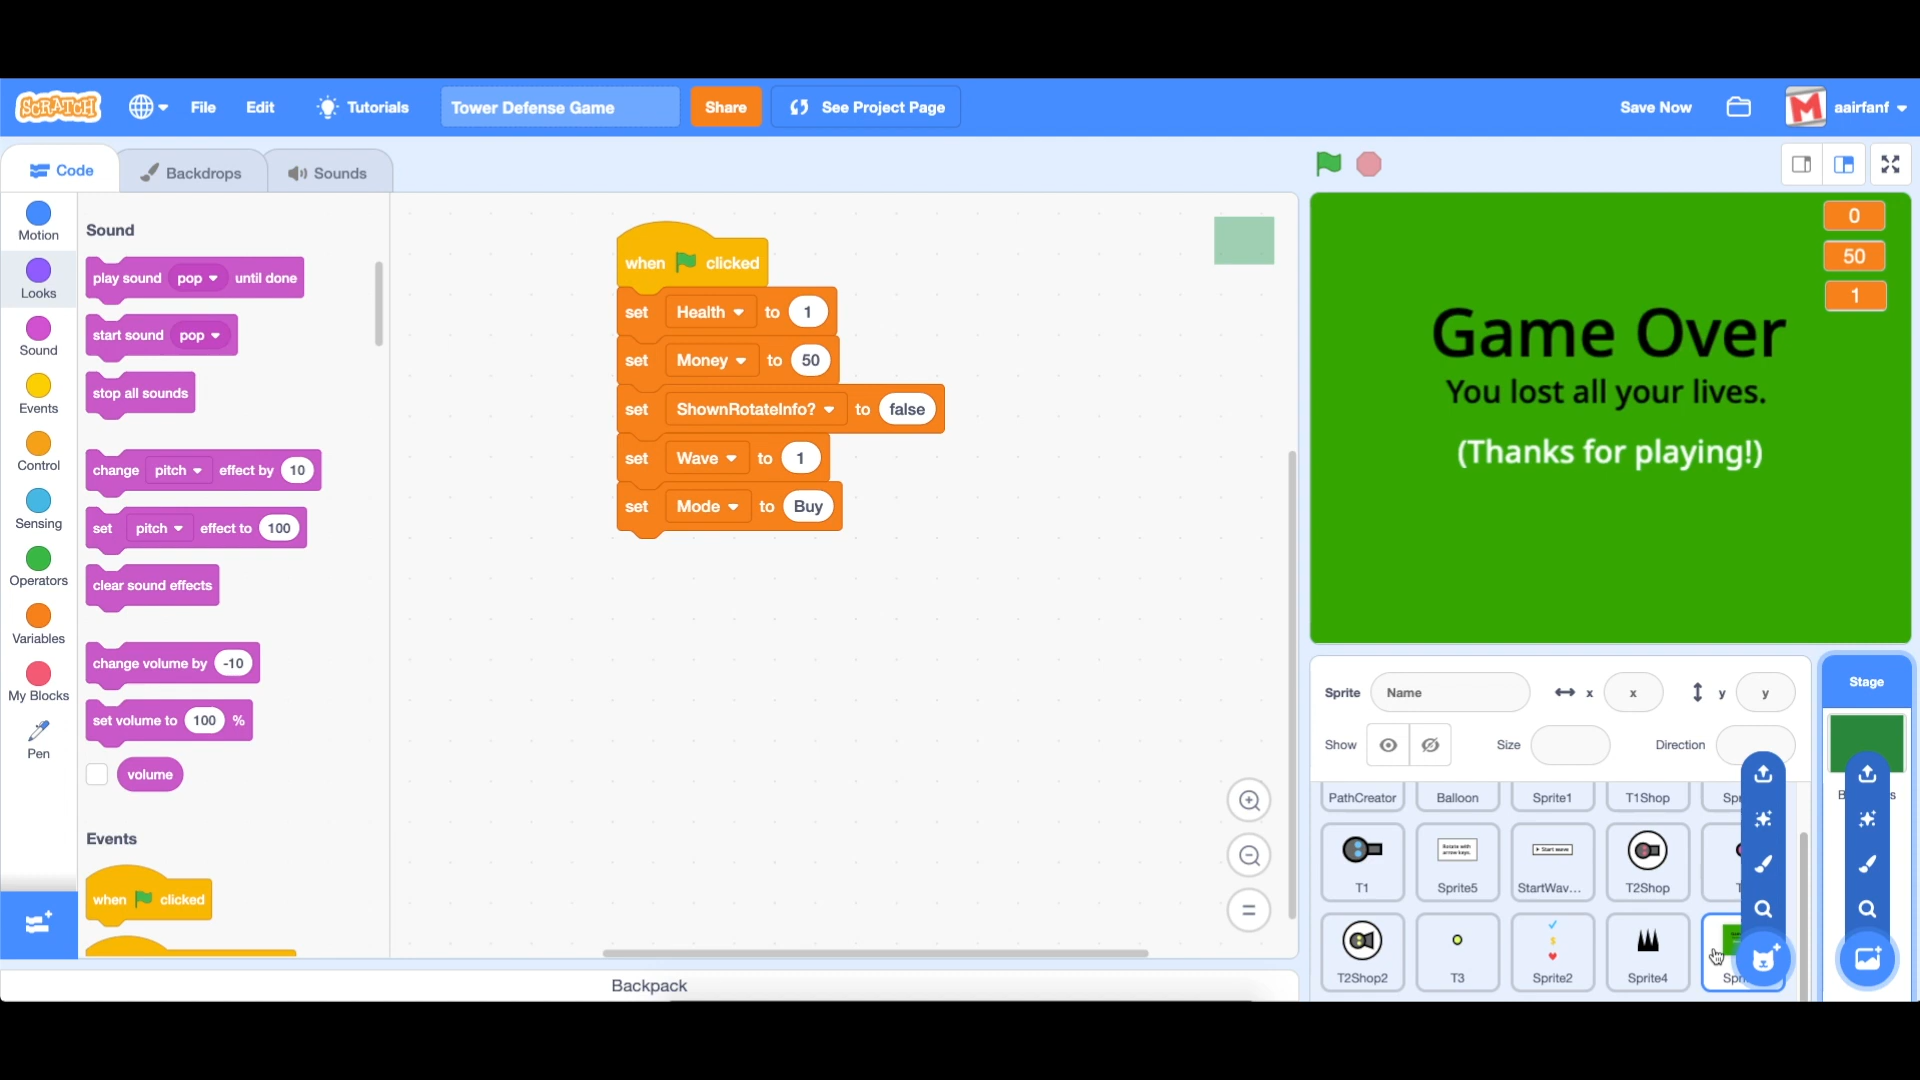 SCRATCH File Edit Tutorials Tower Defense Game Share See Project Page Save Now aairfanf
Code Backdrops Sounds
Motion
Looks
Sound
Events
Control
Sensing
Operators
Variables
My Blocks
Pen
Sound
play sound pop until done
start sound pop
stop all sounds
change pitch effect by 10
set pitch effect to 100
clear sound effects
change volume by -10
set volume to 100 %
volume
Events
when clicked
when clicked
set Health to 1
set Money to 50
set ShownRotateInfo? to false
set Wave to 1
set Mode to Buy
Backpack
0
50
1
Game Over
You lost all your lives.
(Thanks for playing!)
Sprite Name x x y y
Show Size Direction
Stage
PathCreator Balloon Sprite1 T1Shop
Rotate with
arrow keys.
Start wave
T1 Sprite5 StartWav... T2Shop
T2Shop2 T3 Sprite2 Sprite4